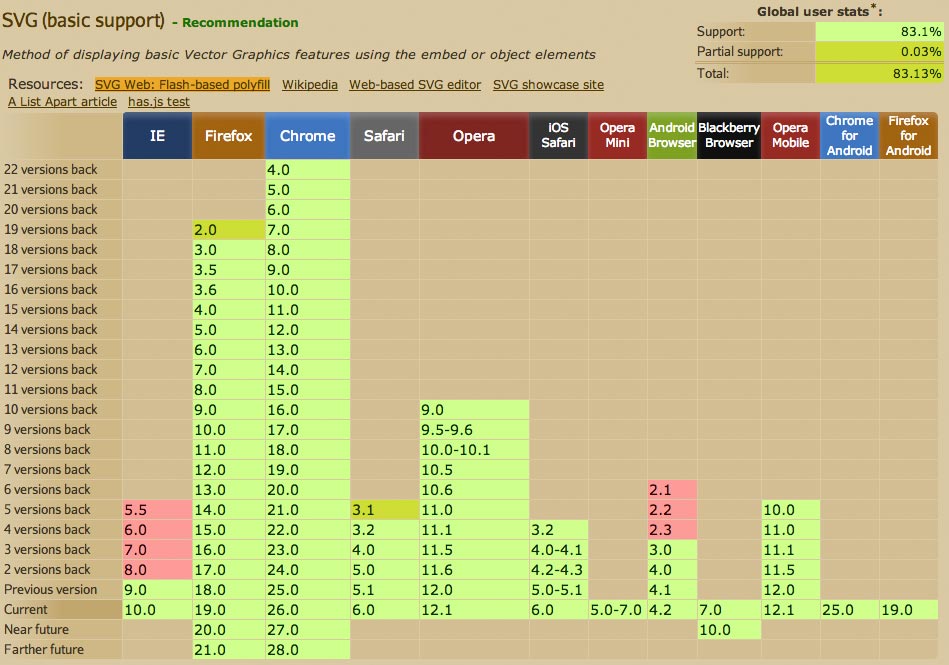 SVG (basic support) - Recommendation
Global user stats*:
Support: 83.1%
Partial support: 0.03%
Total: 83.13%
Method of displaying basic Vector Graphics features using the embed or object elements
Resources: SVG Web: Flash-based polyfill Wikipedia Web-based SVG editor SVG showcase site
A List Apart article has.js test
IE Firefox Chrome Safari Opera iOS Safari Opera Mini Android Browser Blackberry Browser Opera Mobile Chrome for Android Firefox for Android
22 versions back 4.0
21 versions back 5.0
20 versions back 6.0
19 versions back 2.0 7.0
18 versions back 3.0 8.0
17 versions back 3.5 9.0
16 versions back 3.6 10.0
15 versions back 4.0 11.0
14 versions back 5.0 12.0
13 versions back 6.0 13.0
12 versions back 7.0 14.0
11 versions back 8.0 15.0
10 versions back 9.0 16.0 9.0
9 versions back 10.0 17.0 9.5-9.6
8 versions back 11.0 18.0 10.0-10.1
7 versions back 12.0 19.0 10.5
6 versions back 13.0 20.0 10.6 2.1
5 versions back 5.5 14.0 21.0 3.1 11.0 2.2 10.0
4 versions back 6.0 15.0 22.0 3.2 11.1 3.2 2.3 11.0
3 versions back 7.0 16.0 23.0 4.0 11.5 4.0-4.1 3.0 11.1
2 versions back 8.0 17.0 24.0 5.0 11.6 4.2-4.3 4.0 11.5
Previous version 9.0 18.0 25.0 5.1 12.0 5.0-5.1 4.1 12.0
Current 10.0 19.0 26.0 6.0 12.1 6.0 5.0-7.0 4.2 7.0 12.1 25.0 19.0
Near future 20.0 27.0 10.0
Farther future 21.0 28.0